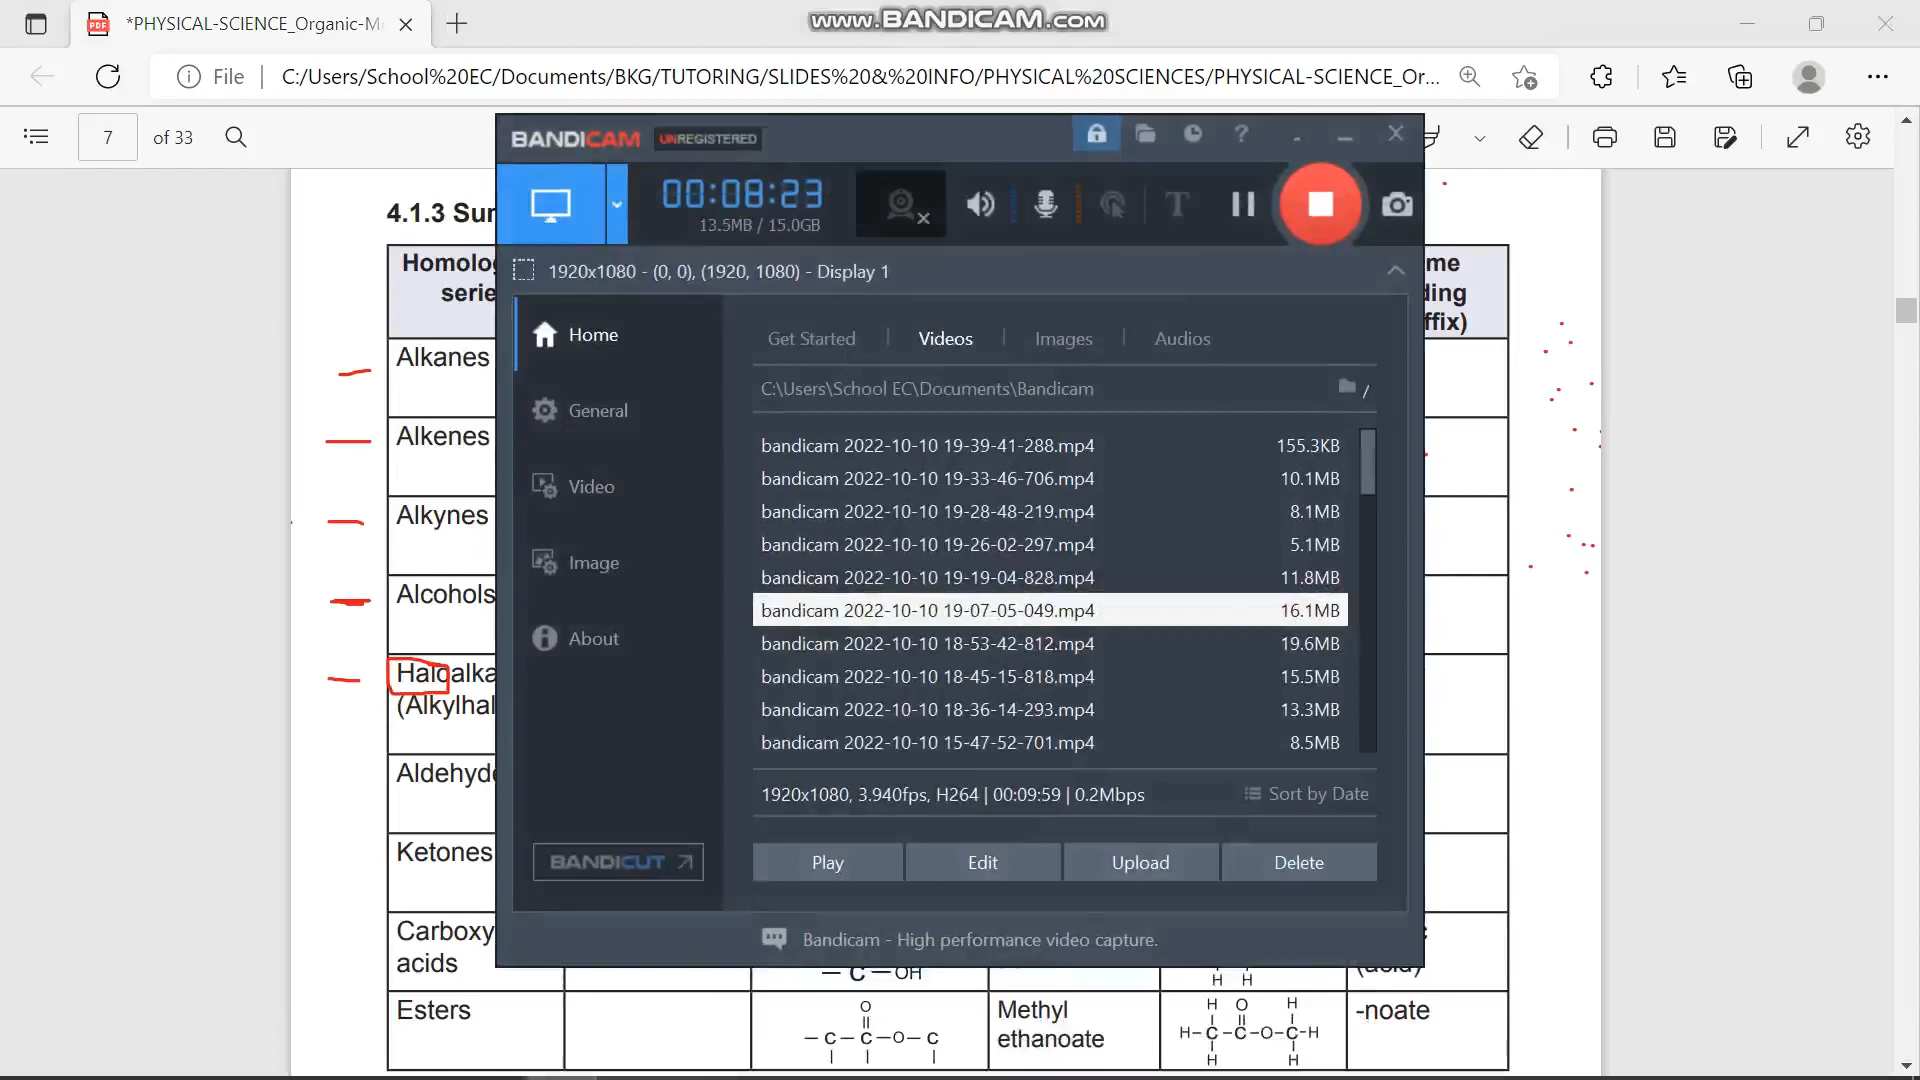 *PHYSICAL-SCIENCE_Organic-M
www.BANDICAM.com
File
C:/Users/School%20EC/Documents/BKG/TUTORING/SLIDES%20&%20INFO/PHYSICAL%20SCIENCES/PHYSICAL-SCIENCE_Or...
7 of 33
BANDICAM UNREGISTERED
00:08:23
13.5MB / 15.0GB
1920x1080 - (0, 0), (1920, 1080) - Display 1
Home
General
Video
Image
About
BANDICUT
Get Started
Videos
Images
Audios
C:\Users\School EC\Documents\Bandicam
bandicam 2022-10-10 19-39-41-288.mp4 155.3KB
bandicam 2022-10-10 19-33-46-706.mp4 10.1MB
bandicam 2022-10-10 19-28-48-219.mp4 8.1MB
bandicam 2022-10-10 19-26-02-297.mp4 5.1MB
bandicam 2022-10-10 19-19-04-828.mp4 11.8MB
bandicam 2022-10-10 19-07-05-049.mp4 16.1MB
bandicam 2022-10-10 18-53-42-812.mp4 19.6MB
bandicam 2022-10-10 18-45-15-818.mp4 15.5MB
bandicam 2022-10-10 18-36-14-293.mp4 13.3MB
bandicam 2022-10-10 15-47-52-701.mp4 8.5MB
1920x1080, 3.940fps, H264 | 00:09:59 | 0.2Mbps
Sort by Date
Play
Edit
Upload
Delete
Bandicam - High performance video capture.
4.1.3 Su
Homolog
serie
me
ding
ffix)
Alkanes
Alkenes
Alkynes
Alcohols
Haloalka
(Alkylhal
Aldehyde
Ketones
Carboxy
acids
– C – OH
H H
(acid)
Esters
O
– C – C – O – C
Methyl
ethanoate
H O H
H–C–C–O–C–H
H H
-noate